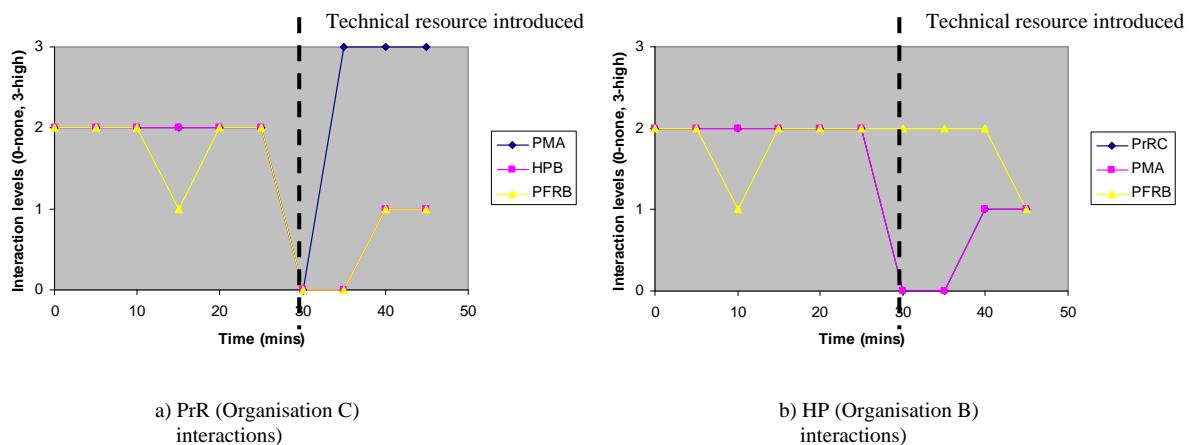 Technical resource introduced
Interaction levels (0-none, 3-high)
3
2
1
0
0
10
20
30
40
50
Time (mins)
PMA
HPB
PFRB
a) PrR (Organisation C)
interactions)
Technical resource introduced
Interaction levels (0-none, 3-high)
3
2
1
0
0
10
20
30
40
50
Time (mins)
PrRC
PMA
PFRB
b) HP (Organisation B)
interactions)